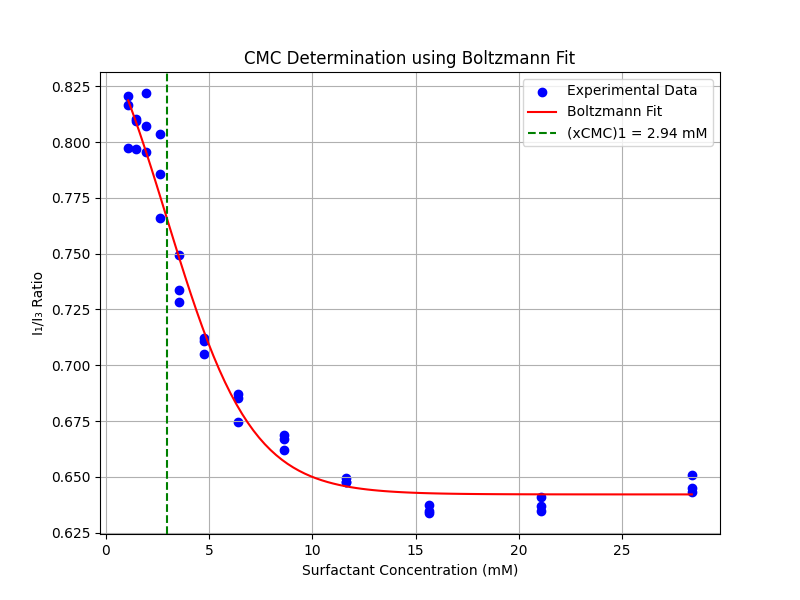 CMC Determination using Boltzmann Fit
Experimental Data
Boltzmann Fit
(xCMC)1 = 2.94 mM
0.825
0.800
0.775
0.750
0.725
0.700
0.675
0.650
0.625
I₁/I₃ Ratio
0
5
10
15
20
25
Surfactant Concentration (mM)